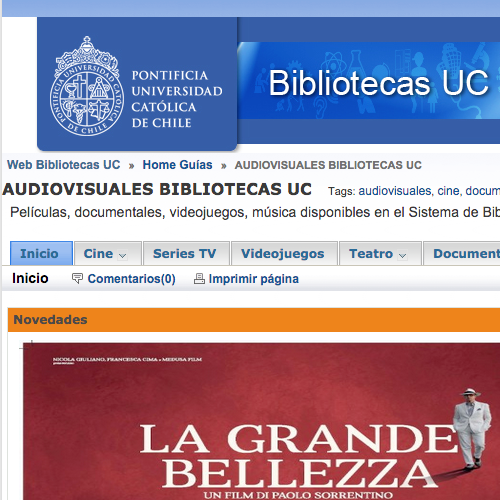 PONTIFICIA
UNIVERSIDAD
CATÓLICA
DE CHILE
Bibliotecas UC
Web Bibliotecas UC » Home Guías » AUDIOVISUALES BIBLIOTECAS UC
AUDIOVISUALES BIBLIOTECAS UC Tags: audiovisuales, cine, docum
Películas, documentales, videojuegos, música disponibles en el Sistema de Bib
Inicio Cine Series TV Videojuegos Teatro Document
Inicio Comentarios(0) Imprimir página
Novedades
NICOLA GIULIANO, FRANCESCA CIMA e MEDUSA FILM
LA GRANDE
BELLEZZA
UN FILM DI PAOLO SORRENTINO